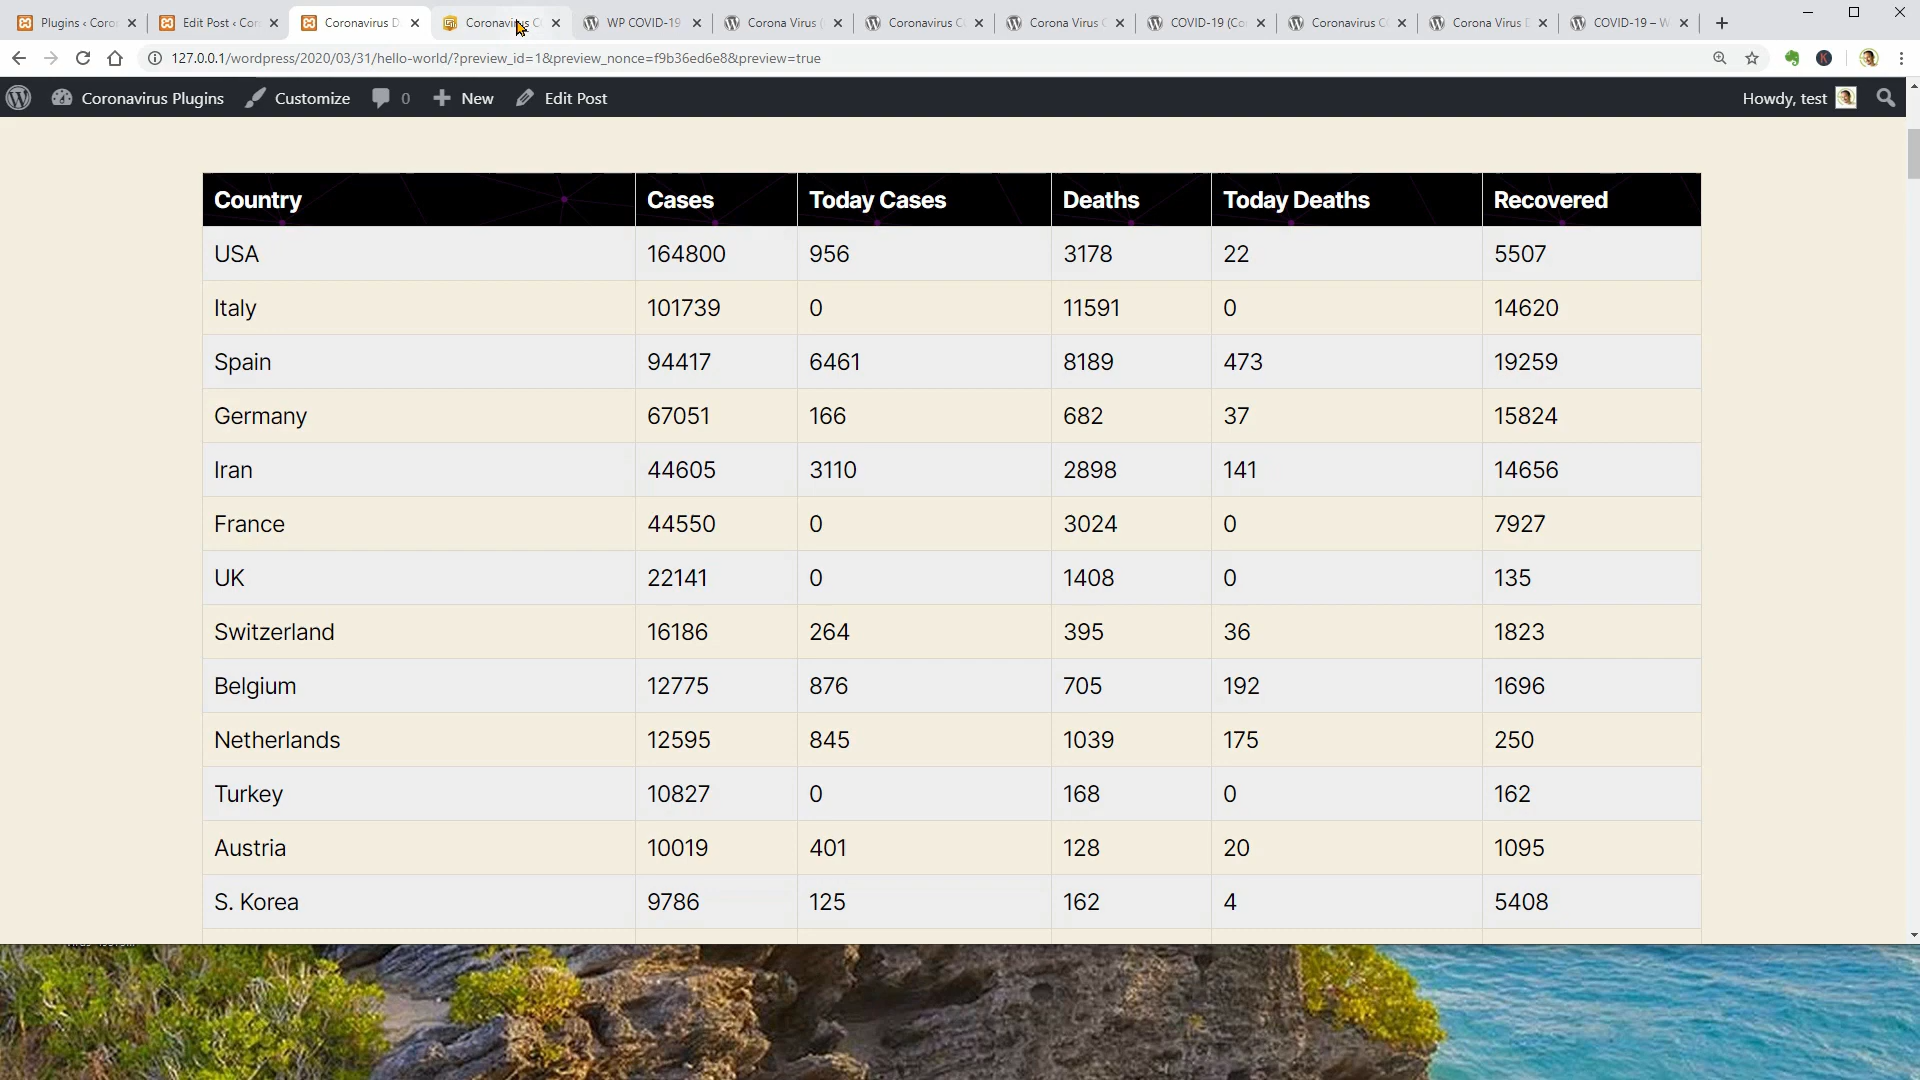 Plugins ‹ Coro
Edit Post ‹ Cor
Coronavirus D
Coronavirus C
WP COVID-19
Corona Virus (
Coronavirus C
Corona Virus C
COVID-19 (Co
Coronavirus C
Corona Virus D
COVID-19 – W
127.0.0.1/wordpress/2020/03/31/hello-world/?preview_id=1&preview_nonce=f9b36ed6e8&preview=true
Coronavirus Plugins Customize 0 New Edit Post Howdy, test
Country Cases Today Cases Deaths Today Deaths Recovered
USA 164800 956 3178 22 5507
Italy 101739 0 11591 0 14620
Spain 94417 6461 8189 473 19259
Germany 67051 166 682 37 15824
Iran 44605 3110 2898 141 14656
France 44550 0 3024 0 7927
UK 22141 0 1408 0 135
Switzerland 16186 264 395 36 1823
Belgium 12775 876 705 192 1696
Netherlands 12595 845 1039 175 250
Turkey 10827 0 168 0 162
Austria 10019 401 128 20 1095
S. Korea 9786 125 162 4 5408